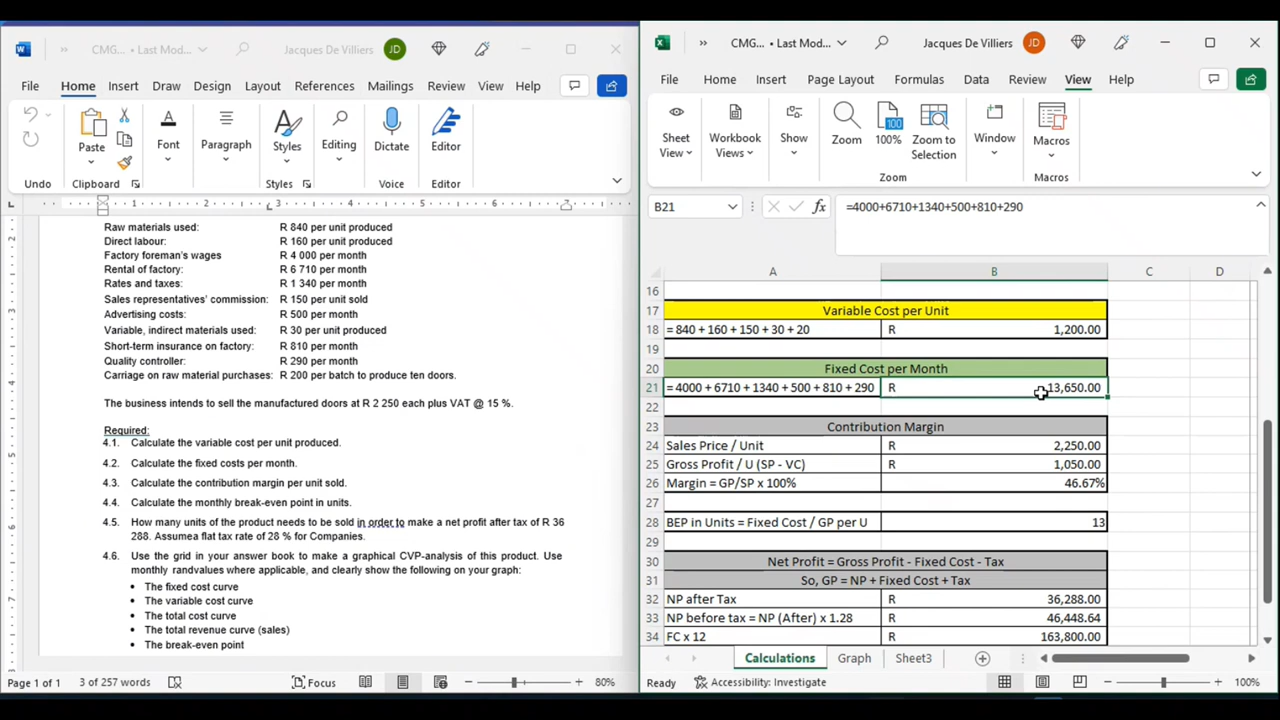 CMG... • Last Mod...
Jacques De Villiers
JD
File Home Insert Draw Design Layout References Mailings Review View Help
Paste Font Paragraph Styles Editing Dictate Editor
Undo Clipboard Styles Voice Editor
1 2 3 4 5 6
Raw materials used: R 840 per unit produced
Direct labour: R 160 per unit produced
Factory foreman's wages R 4 000 per month
Rental of factory: R 6 710 per month
Rates and taxes: R 1 340 per month
Sales representatives' commission: R 150 per unit sold
Advertising costs: R 500 per month
Variable, indirect materials used: R 30 per unit produced
Short-term insurance on factory: R 810 per month
Quality controller: R 290 per month
Carriage on raw material purchases: R 200 per batch to produce ten doors.
The business intends to sell the manufactured doors at R 2 250 each plus VAT @ 15 %.
Required:
4.1. Calculate the variable cost per unit produced.
4.2. Calculate the fixed costs per month.
4.3. Calculate the contribution margin per unit sold.
4.4. Calculate the monthly break-even point in units.
4.5. How many units of the product needs to be sold in order to make a net profit after tax of R 36
288. Assumea flat tax rate of 28 % for Companies.
4.6. Use the grid in your answer book to make a graphical CVP-analysis of this product. Use
monthly randvalues where applicable, and clearly show the following on your graph:
• The fixed cost curve
• The variable cost curve
• The total cost curve
• The total revenue curve (sales)
• The break-even point
Page 1 of 1 3 of 257 words Focus 80%
CMG... • Last Mod...
Jacques De Villiers
JD
File Home Insert Page Layout Formulas Data Review View Help
Sheet View Workbook Views Show Zoom 100% Zoom to Selection Window Macros
Zoom Macros
B21 fx =4000+6710+1340+500+810+290
A B C D
16
17 Variable Cost per Unit
18 = 840 + 160 + 150 + 30 + 20 R 1,200.00
19
20 Fixed Cost per Month
21 = 4000 + 6710 + 1340 + 500 + 810 + 290 R 13,650.00
22
23 Contribution Margin
24 Sales Price / Unit R 2,250.00
25 Gross Profit / U (SP - VC) R 1,050.00
26 Margin = GP/SP x 100% 46.67%
27
28 BEP in Units = Fixed Cost / GP per U 13
29
30 Net Profit = Gross Profit - Fixed Cost - Tax
31 So, GP = NP + Fixed Cost + Tax
32 NP after Tax R 36,288.00
33 NP before tax = NP (After) x 1.28 R 46,448.64
34 FC x 12 R 163,800.00
Calculations Graph Sheet3
Ready Accessibility: Investigate 100%